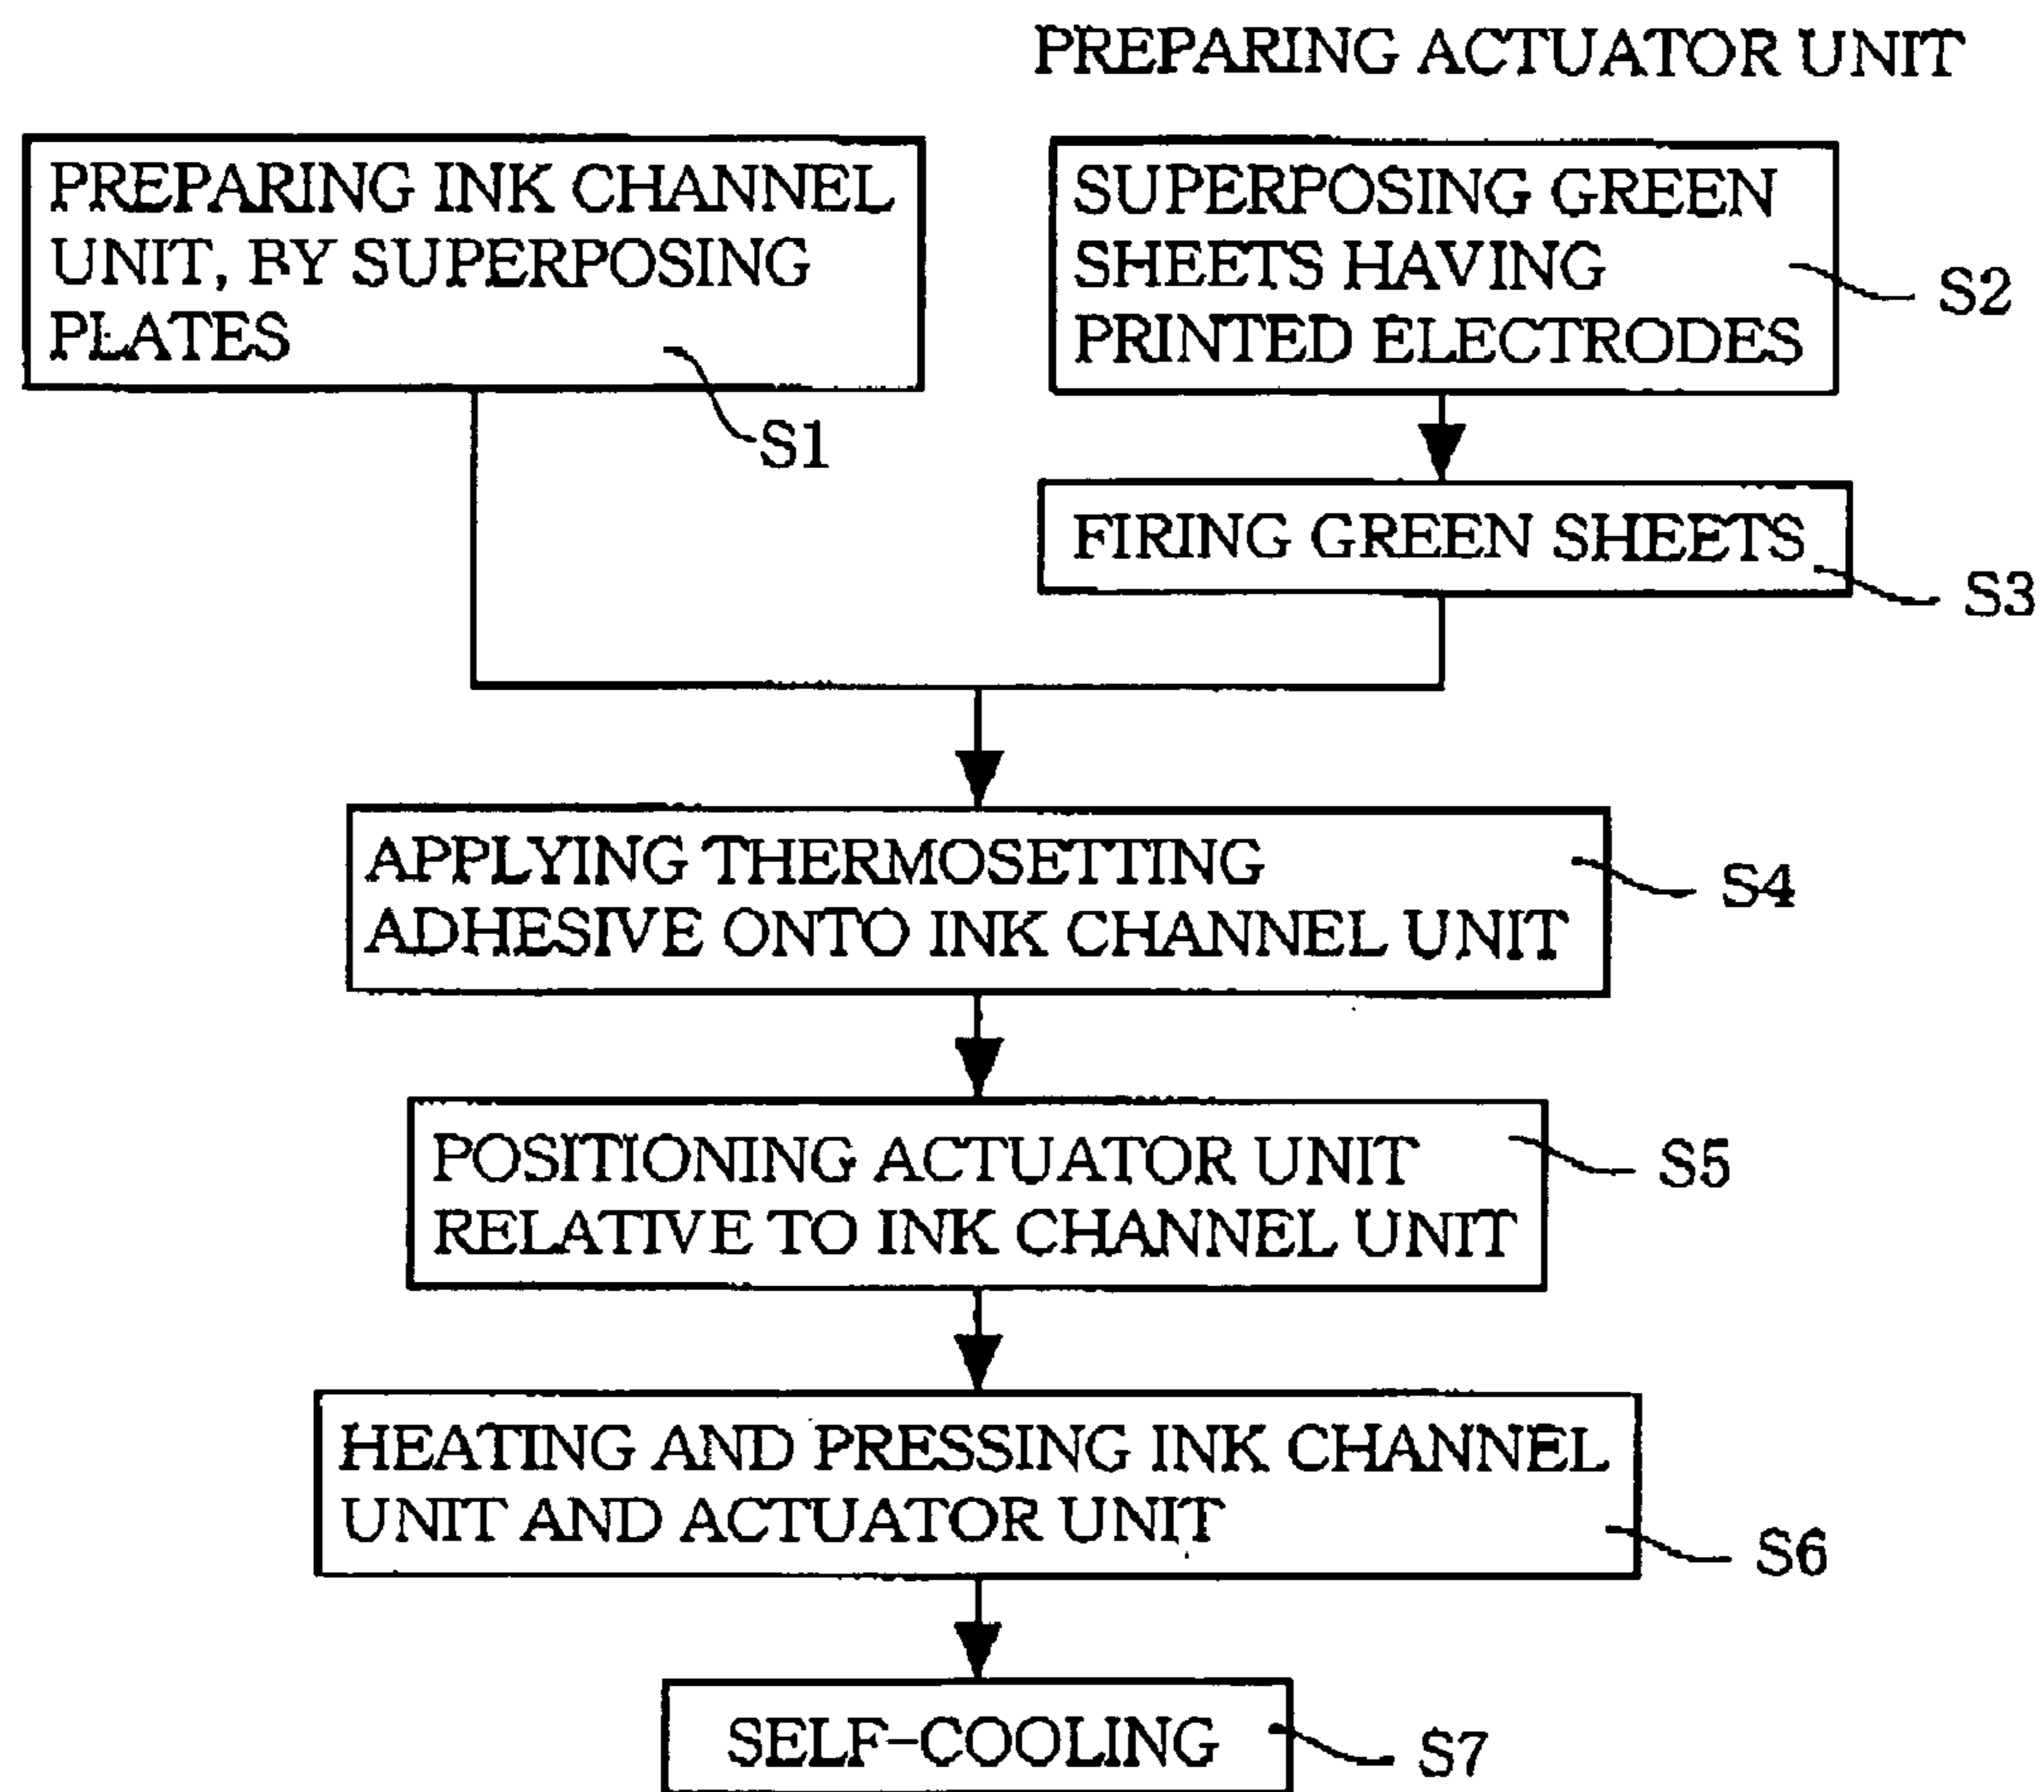 PREPARING ACTUATOR UNIT
PREPARING INK CHANNEL
UNIT, BY SUPERPOSING
PLATES
S1
SUPERPOSING GREEN
SHEETS HAVING
PRINTED ELECTRODES
S2
FIRING GREEN SHEETS
S3
APPLYING THERMOSETTING
ADHESIVE ONTO INK CHANNEL UNIT
S4
POSITIONING ACTUATOR UNIT
RELATIVE TO INK CHANNEL UNIT
S5
HEATING AND PRESSING INK CHANNEL
UNIT AND ACTUATOR UNIT
S6
SELF-COOLING
S7